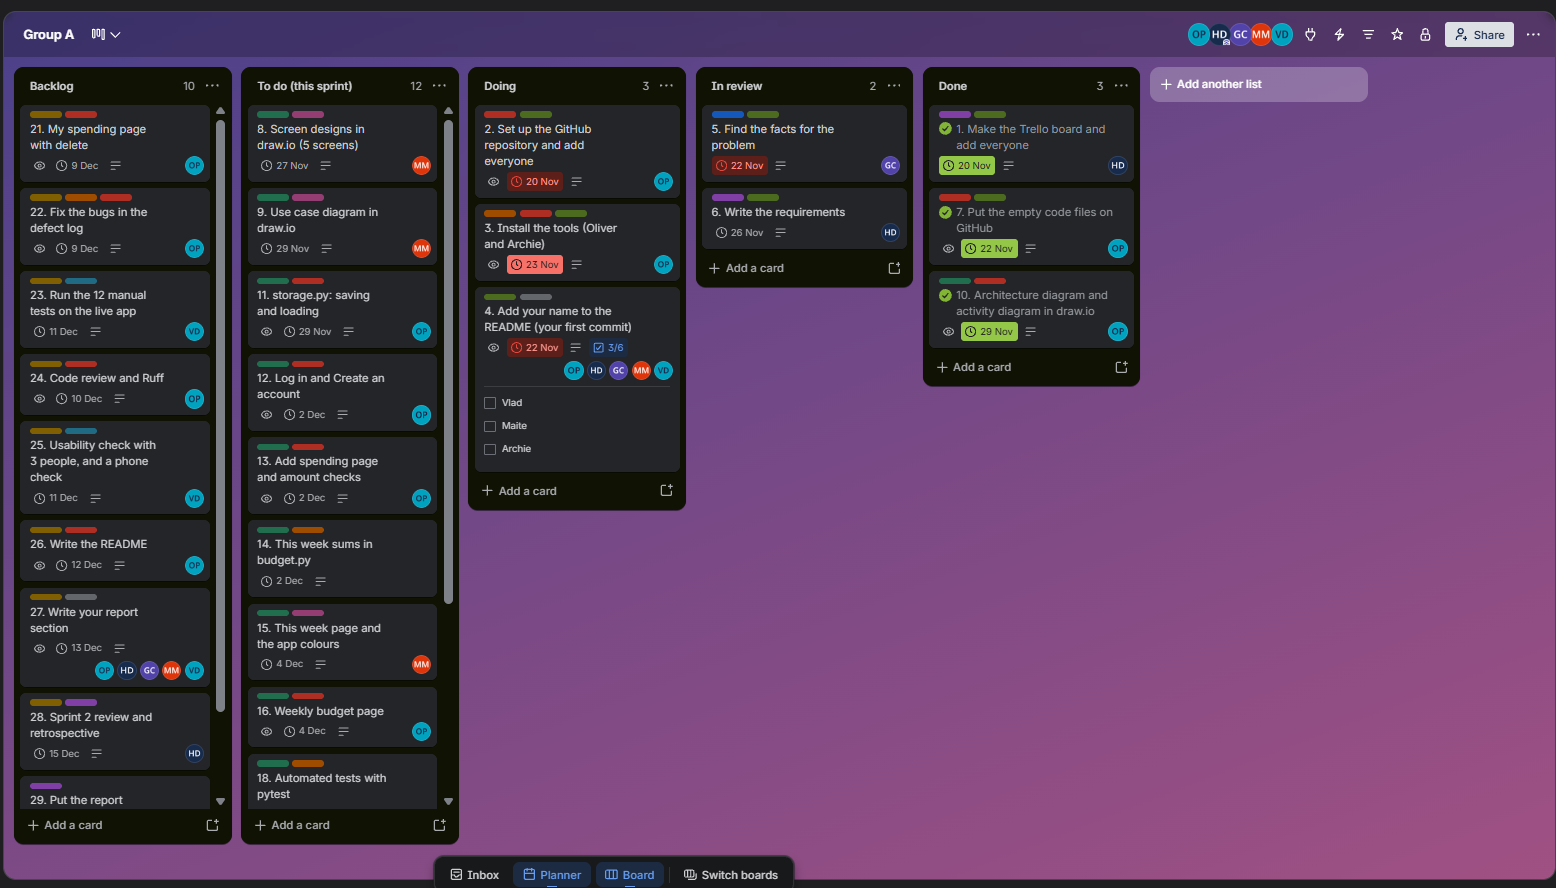 Group A
OP HD GC MM VD
Share
Backlog 10
21. My spending page
with delete
9 Dec
OP
22. Fix the bugs in the
defect log
9 Dec
OP
23. Run the 12 manual
tests on the live app
11 Dec
VD
24. Code review and Ruff
10 Dec
OP
25. Usability check with
3 people, and a phone
check
11 Dec
VD
26. Write the README
12 Dec
OP
27. Write your report
section
13 Dec
OP HD GC MM VD
28. Sprint 2 review and
retrospective
15 Dec
HD
29. Put the report
Add a card
To do (this sprint) 12
8. Screen designs in
draw.io (5 screens)
27 Nov
MM
9. Use case diagram in
draw.io
29 Nov
MM
11. storage.py: saving
and loading
29 Nov
OP
12. Log in and Create an
account
2 Dec
OP
13. Add spending page
and amount checks
2 Dec
OP
14. This week sums in
budget.py
2 Dec
15. This week page and
the app colours
4 Dec
MM
16. Weekly budget page
4 Dec
OP
18. Automated tests with
pytest
Add a card
Doing 3
2. Set up the GitHub
repository and add
everyone
20 Nov
OP
3. Install the tools (Oliver
and Archie)
23 Nov
OP
4. Add your name to the
README (your first commit)
22 Nov
3/6
OP HD GC MM VD
Vlad
Maite
Archie
Add a card
In review 2
5. Find the facts for the
problem
22 Nov
GC
6. Write the requirements
26 Nov
HD
Add a card
Done 3
1. Make the Trello board and
add everyone
20 Nov
HD
7. Put the empty code files on
GitHub
22 Nov
OP
10. Architecture diagram and
activity diagram in draw.io
29 Nov
OP
Add a card
Add another list
Inbox
Planner
Board
Switch boards